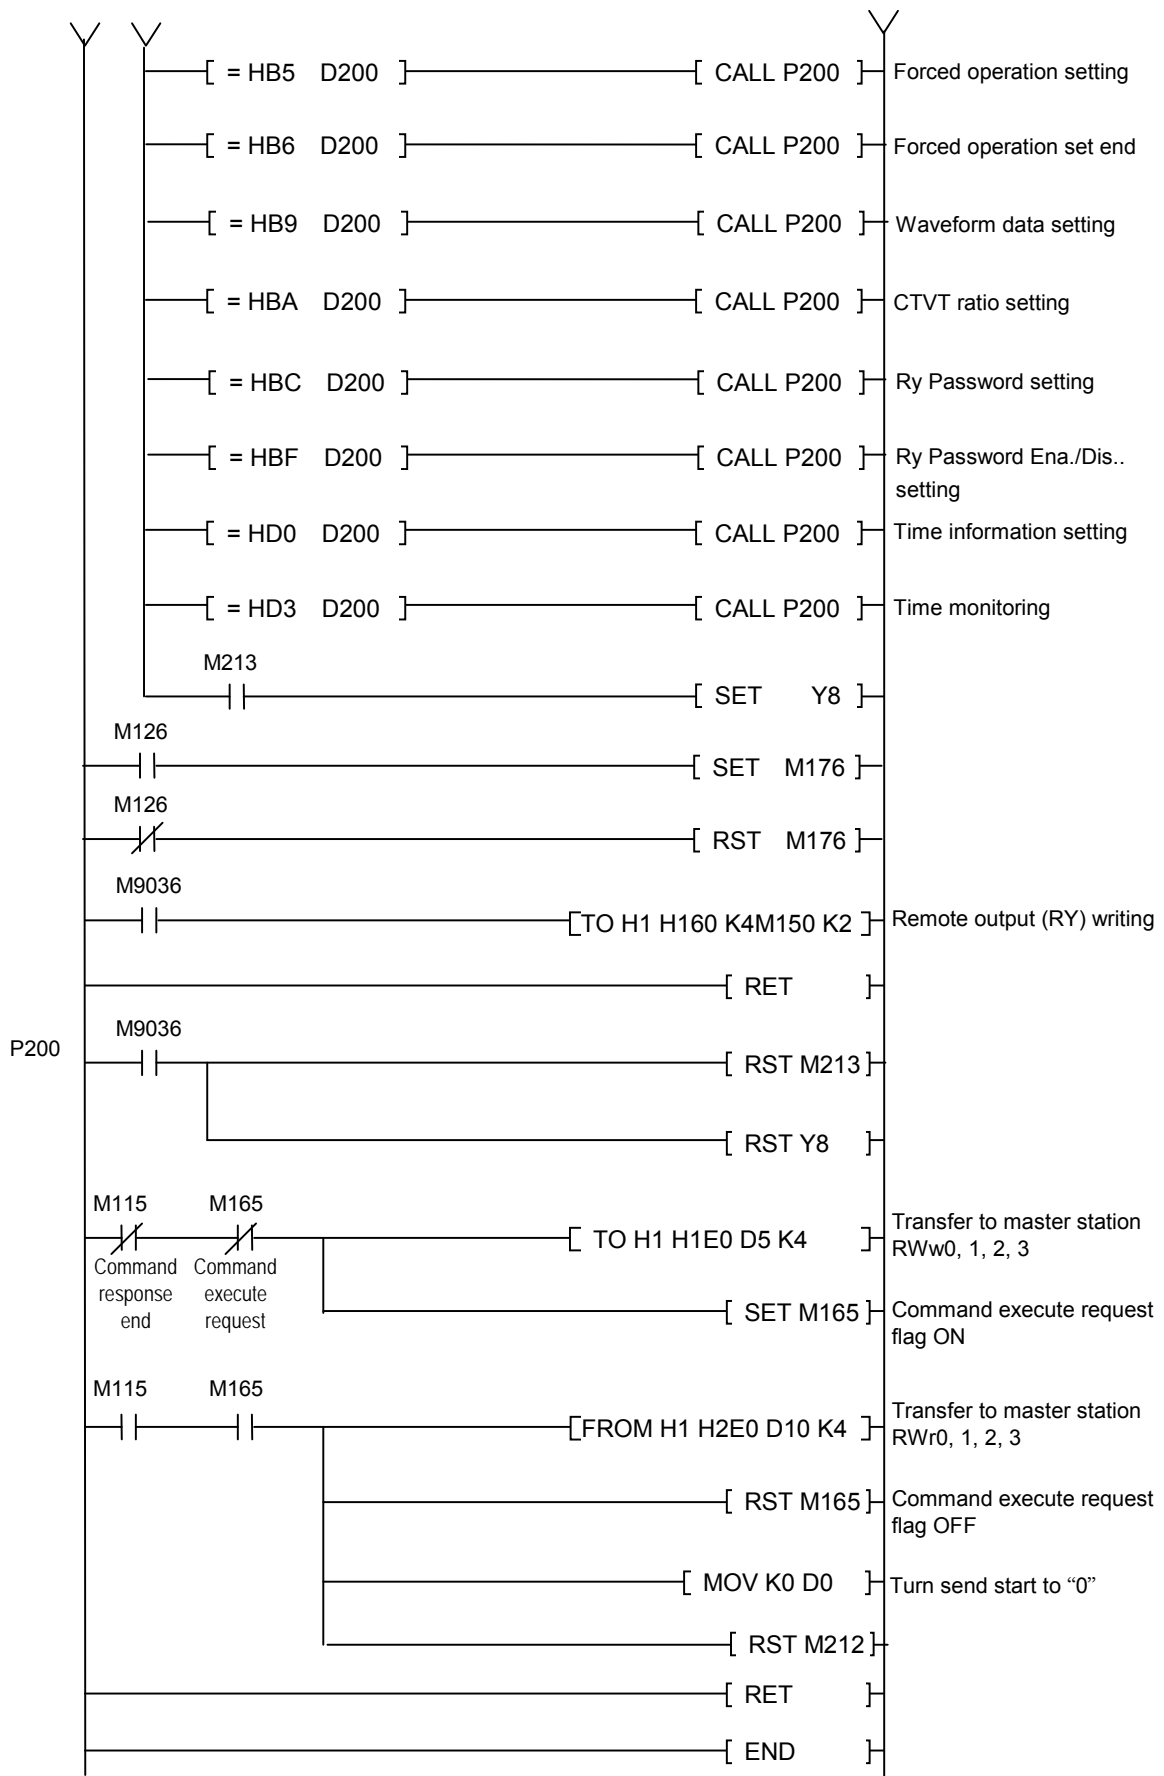 [ = HB5 D200 ] [ CALL P200 ] Forced operation setting
[ = HB6 D200 ] [ CALL P200 ] Forced operation set end
[ = HB9 D200 ] [ CALL P200 ] Waveform data setting
[ = HBA D200 ] [ CALL P200 ] CTVT ratio setting
[ = HBC D200 ] [ CALL P200 ] Ry Password setting
[ = HBF D200 ] [ CALL P200 ] Ry Password Ena./Dis..
setting
[ = HD0 D200 ] [ CALL P200 ] Time information setting
[ = HD3 D200 ] [ CALL P200 ] Time monitoring
M213
[ SET Y8 ]
M126
[ SET M176 ]
M126
[ RST M176 ]
M9036
[TO H1 H160 K4M150 K2 ] Remote output (RY) writing
[ RET ]
M9036
P200
[ RST M213 ]
[ RST Y8 ]
M115 M165
[ TO H1 H1E0 D5 K4 ] Transfer to master station
RWw0, 1, 2, 3
Command Command
response execute
end request
[ SET M165 ] Command execute request
flag ON
M115 M165
[FROM H1 H2E0 D10 K4 ] Transfer to master station
RWr0, 1, 2, 3
[ RST M165 ] Command execute request
flag OFF
[ MOV K0 D0 ] Turn send start to “0”
[ RST M212 ]
[ RET ]
[ END ]